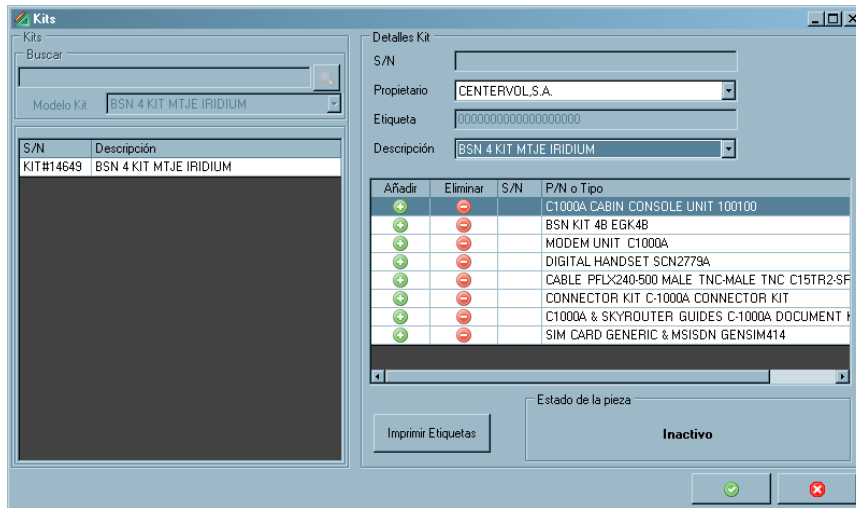 Kits
Kits
Buscar
Modelo Kit BSN 4 KIT MTJE IRIDIUM
S/N Descripción
KIT#14649 BSN 4 KIT MTJE IRIDIUM
Detalles Kit
S/N
Propietario CENTERVOL,S.A.
Etiqueta 0000000000000000000
Descripción BSN 4 KIT MTJE IRIDIUM
Añadir Eliminar S/N P/N o Tipo
C1000A CABIN CONSOLE UNIT 100100
BSN KIT 4B EGK4B
MODEM UNIT C1000A
DIGITAL HANDSET SCN2779A
CABLE PFLX240-500 MALE TNC-MALE TNC C15TR2-SF
CONNECTOR KIT C-1000A CONNECTOR KIT
C1000A & SKYROUTER GUIDES C-1000A DOCUMENT
SIM CARD GENERIC & MSISDN GENSIM414
Imprimir Etiquetas
Estado de la pieza
Inactivo